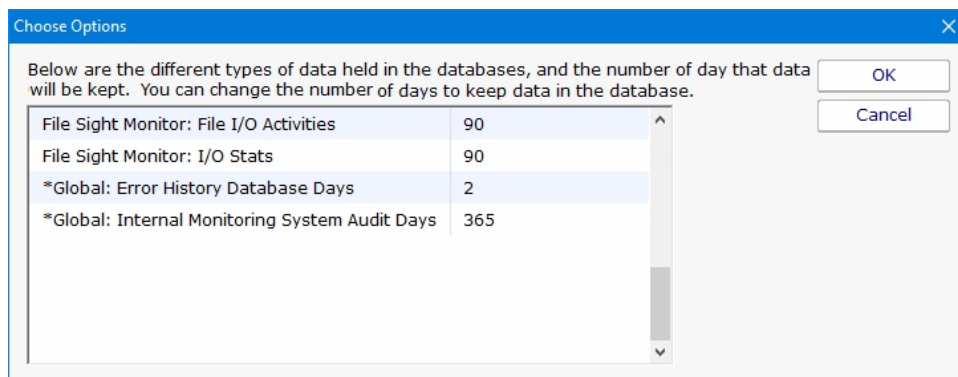 Choose Options
Below are the different types of data held in the databases, and the number of day that data
will be kept. You can change the number of days to keep data in the database.
OK
Cancel
File Sight Monitor: File I/O Activities 90
File Sight Monitor: I/O Stats 90
*Global: Error History Database Days 2
*Global: Internal Monitoring System Audit Days 365